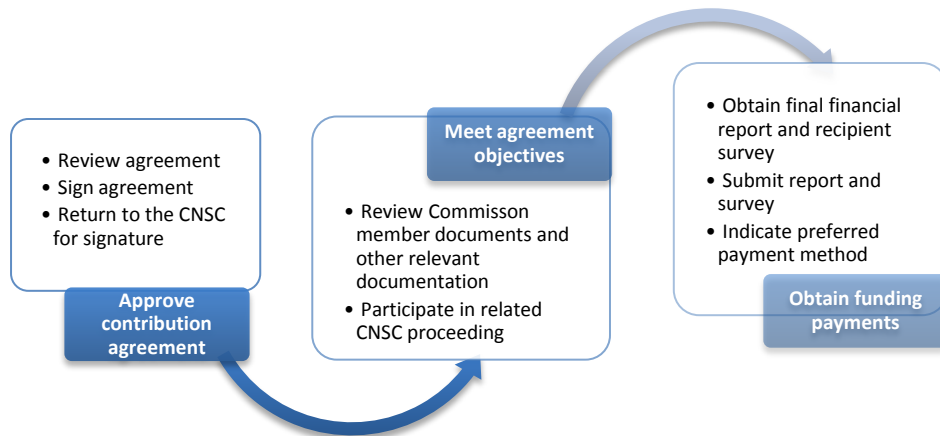 • Review agreement
• Sign agreement
• Return to the CNSC
for signature
Approve
contribution
agreement
Meet agreement
objectives
• Review Commisson
member documents and
other relevant
documentation
• Participate in related
CNSC proceeding
• Obtain final financial
report and recipient
survey
• Submit report and
survey
• Indicate preferred
payment method
Obtain funding
payments